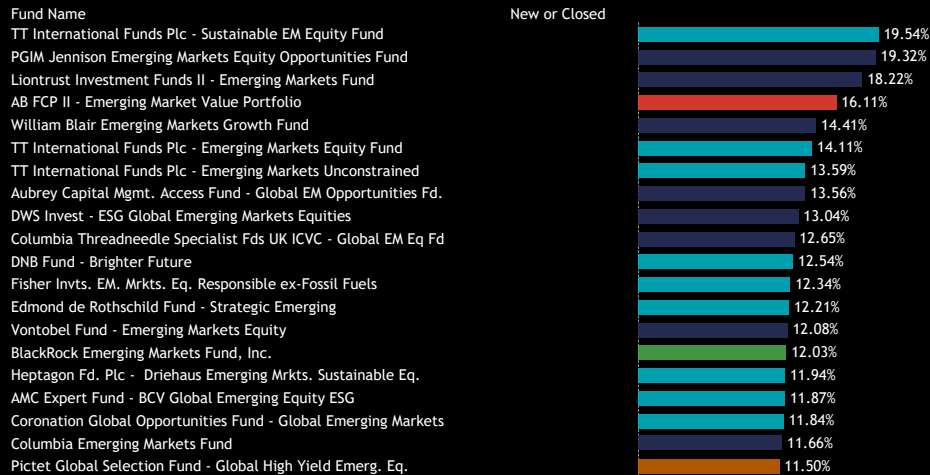 Fund Name New or Closed
TT International Funds Plc - Sustainable EM Equity Fund 19.54%
PGIM Jennison Emerging Markets Equity Opportunities Fund 19.32%
Liontrust Investment Funds II - Emerging Markets Fund 18.22%
AB FCP II - Emerging Market Value Portfolio 16.11%
William Blair Emerging Markets Growth Fund 14.41%
TT International Funds Plc - Emerging Markets Equity Fund 14.11%
TT International Funds Plc - Emerging Markets Unconstrained 13.59%
Aubrey Capital Mgmt. Access Fund - Global EM Opportunities Fd. 13.56%
DWS Invest - ESG Global Emerging Markets Equities 13.04%
Columbia Threadneedle Specialist Fds UK ICVC - Global EM Eq Fd 12.65%
DNB Fund - Brighter Future 12.54%
Fisher Invts. EM. Mrkts. Eq. Responsible ex-Fossil Fuels 12.34%
Edmond de Rothschild Fund - Strategic Emerging 12.21%
Vontobel Fund - Emerging Markets Equity 12.08%
BlackRock Emerging Markets Fund, Inc. 12.03%
Heptagon Fd. Plc - Driehaus Emerging Mrkts. Sustainable Eq. 11.94%
AMC Expert Fund - BCV Global Emerging Equity ESG 11.87%
Coronation Global Opportunities Fund - Global Emerging Markets 11.84%
Columbia Emerging Markets Fund 11.66%
Pictet Global Selection Fund - Global High Yield Emerg. Eq. 11.50%